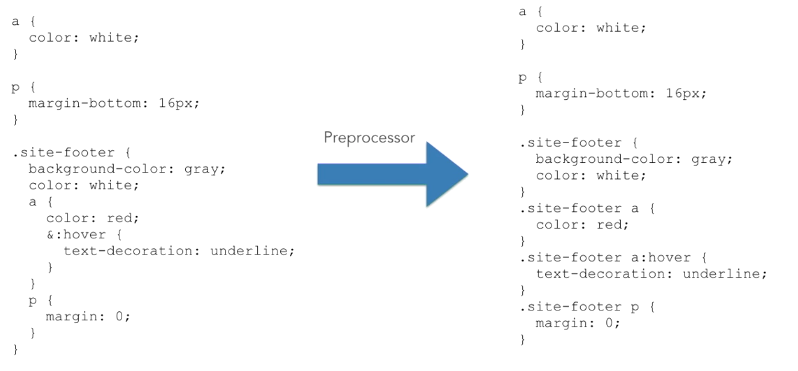 a {
  color: white;
}

p {
  margin-bottom: 16px;
}

.site-footer {
  background-color: gray;
  color: white;
  a {
    color: red;
    &:hover {
      text-decoration: underline;
    }
  }
  p {
    margin: 0;
  }
}

Preprocessor

a {
  color: white;
}

p {
  margin-bottom: 16px;
}

.site-footer {
  background-color: gray;
  color: white;
}
.site-footer a {
  color: red;
}
.site-footer a:hover {
  text-decoration: underline;
}
.site-footer p {
  margin: 0;
}